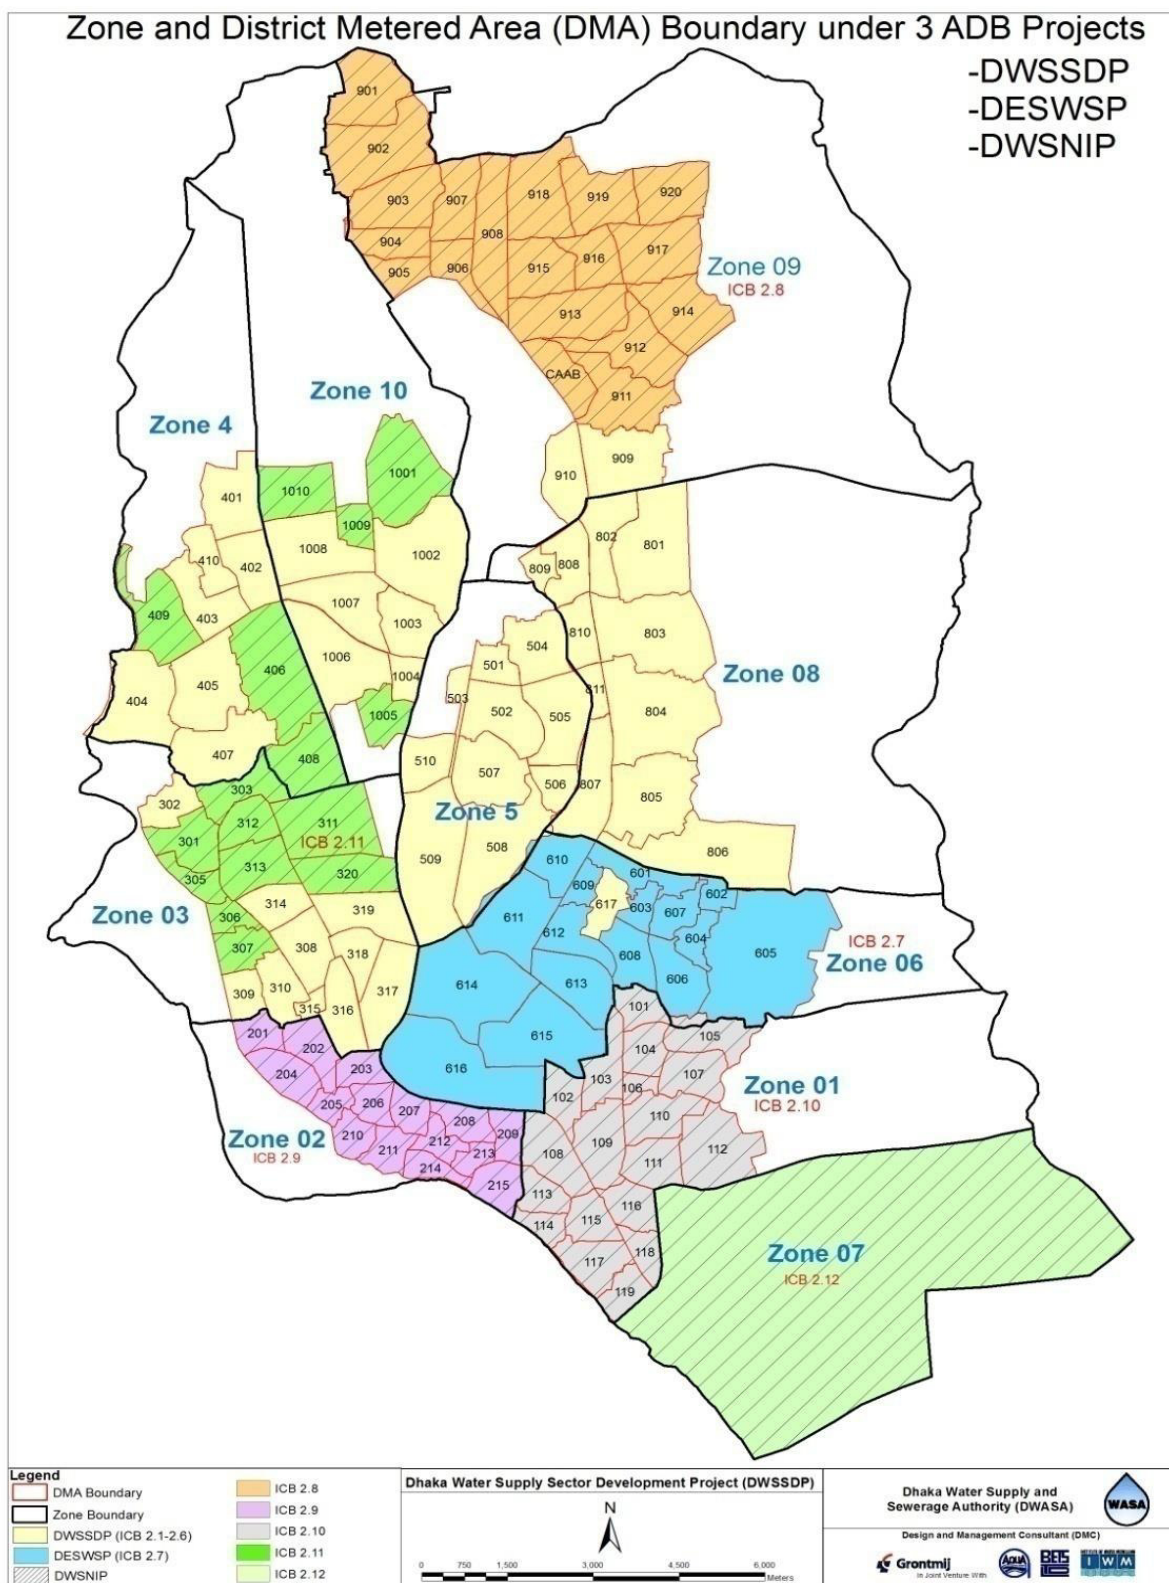 Zone and District Metered Area (DMA) Boundary under 3 ADB Projects
-DWSSDP
-DESWSP
-DWSNIP
901
902
903
907
918
919
920
904
908
905
906
915
916
917
Zone 09
ICB 2.8
913
914
912
CAAB
911
Zone 10
Zone 4
910
909
401
1010
1001
1009
1008
1002
410
402
809
808
802
801
409
403
1007
1003
810
803
504
406
1006
1004
501
Zone 08
404
405
503
502
505
811
804
1005
407
408
510
507
506
807
805
302
303
Zone 5
301
312
311
ICB 2.11
313
320
305
509
508
806
610
601
609
602
314
319
306
617
603
607
611
Zone 03
307
308
318
612
604
605
ICB 2.7
Zone 06
608
606
309
310
315
316
317
614
613
615
616
101
105
104
201
202
203
204
103
107
Zone 01
ICB 2.10
205
206
207
102
106
110
Zone 02
ICB 2.9
210
211
212
208
209
213
214
215
108
109
111
112
113
114
115
116
117
118
119
Zone 07
ICB 2.12
Legend
DMA Boundary
Zone Boundary
DWSSDP (ICB 2.1-2.6)
DESWSP (ICB 2.7)
DWSNIP
ICB 2.8
ICB 2.9
ICB 2.10
ICB 2.11
ICB 2.12
Dhaka Water Supply Sector Development Project (DWSSDP)
N
0 750 1,500 3,000 4,500 6,000
Meters
Dhaka Water Supply and
Sewerage Authority (DWASA)
WASA
Design and Management Consultant (DMC)
Grontmij
in Joint Venture With
AQUA
BETS
IWM